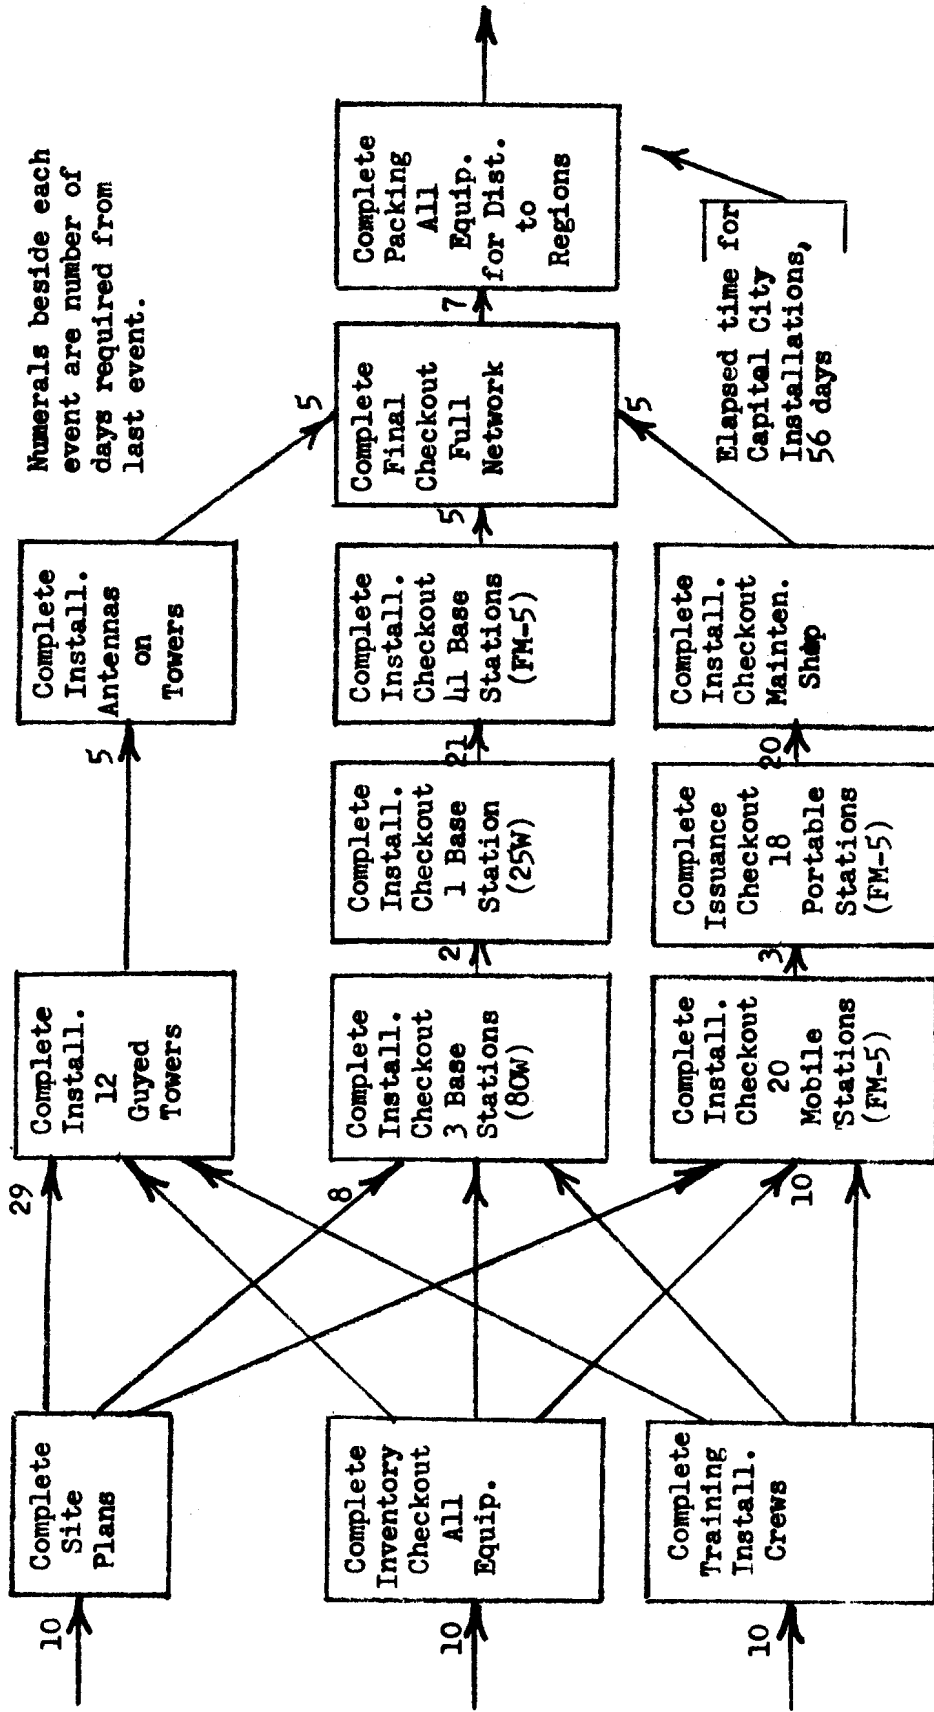 Numerals beside each
event are number of
days required from
last event.
10
Complete
Site
Plans
29
Complete
Install.
12
Guyed
Towers
5
Complete
Install.
Antennas
on
Towers
5
10
Complete
Inventory
Checkout
All
Equip.
8
Complete
Install.
Checkout
3 Base
Stations
(80W)
2
Complete
Install.
Checkout
1 Base
Station
(25W)
21
Complete
Install.
Checkout
41 Base
Stations
(FM-5)
5
Complete
Final
Checkout
Full
Network
7
Complete
Packing
All
Equip.
for Dist.
to
Regions
10
Complete
Training
Install.
Crews
10
Complete
Install.
Checkout
20
Mobile
Stations
(FM-5)
3
Complete
Issuance
Checkout
18
Portable
Stations
(FM-5)
20
Complete
Install.
Checkout
Mainten.
Shop
5
Elapsed time for
Capital City
Installations,
56 days